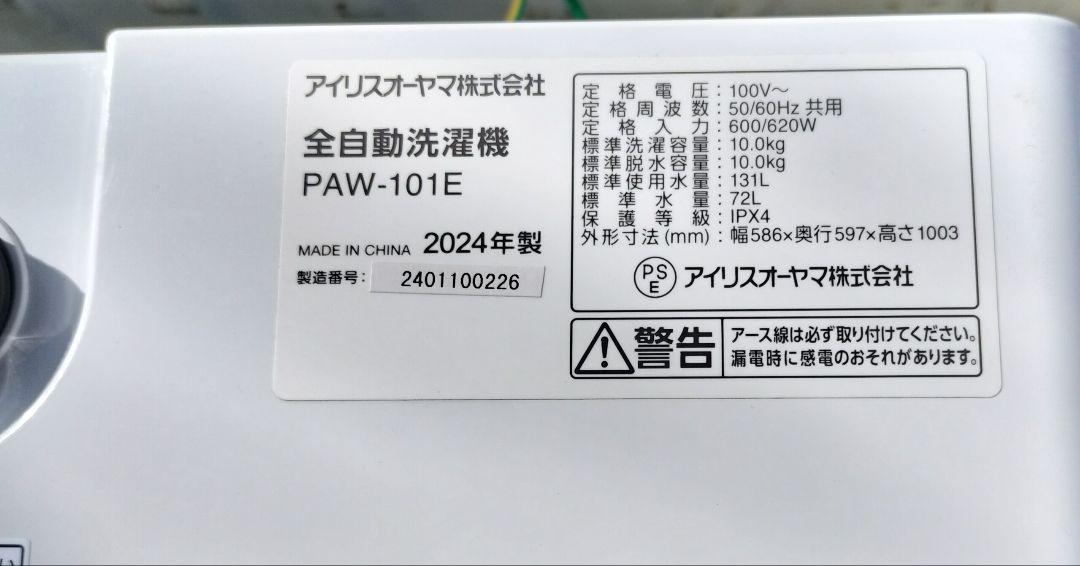 アイリスオーヤマ株式会社
全自動洗濯機
PAW-101E
MADE IN CHINA 2024年製
製造番号: 2401100226
定格電圧:100V～
定格周波数:50/60Hz 共用
定格入力:600/620W
標準洗濯容量:10.0kg
標準脱水容量:10.0kg
標準使用水量:131L
標準水量:72L
保護等級:IPX4
外形寸法(mm):幅586×奥行597×高さ1003
PSE アイリスオーヤマ株式会社
警告
アース線は必ず取り付けてください。
漏電時に感電のおそれがあります。